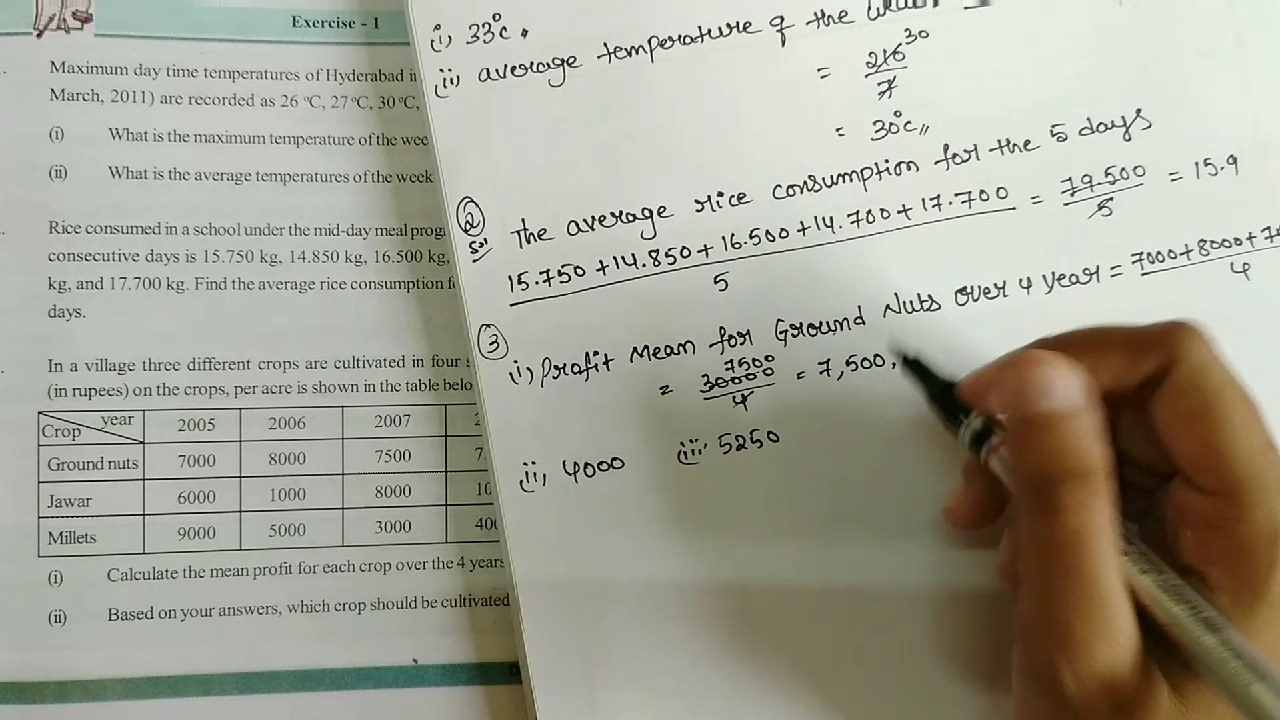 Exercise - 1
Maximum day time temperatures of Hyderabad
March, 2011) are recorded as 26 ºC, 27 ºC, 30 ºC,
(i) What is the maximum temperature of the wee
(ii) What is the average temperatures of the week
Rice consumed in a school under the mid-day meal
consecutive days is 15.750 kg, 14.850 kg, 16.500 kg,
kg, and 17.700 kg. Find the average rice consumption
days.
In a village three different crops are cultivated in four
(in rupees) on the crops, per acre is shown in the table belo
Crop year 2005 2006 2007
Ground nuts 7000 8000 7500 7
Jawar 6000 1000 8000 10
Millets 9000 5000 3000 400
(i) Calculate the mean profit for each crop over the 4 years
(ii) Based on your answers, which crop should be cultivated
(i) 33°c.
(ii) average temperature of the
= 216 30
7
= 30°c,,
② The average rice consumption for the 5 days
Sol
15.750 + 14.850 + 16.500 + 14.700 + 17.700 = 79.500 = 15.9
5 5
③
(i) Profit Mean for Ground Nuts over 4 year = 7000+8000+7
4
7500
= 30000 = 7,500,
4
(ii) 4000 (iii) 5250